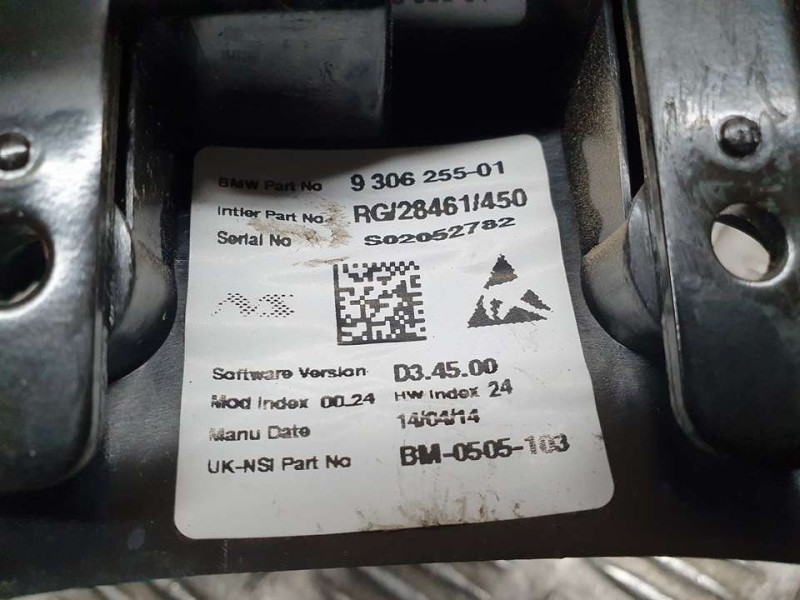 BMW Part No 9 306 255-01
Intier Part No RG/28461/450
Serial No S02052782
Software Version D3.45.00
Mod Index 00.24 HW Index 24
Manu Date 14/04/14
UK-NSI Part No BM-0505-103